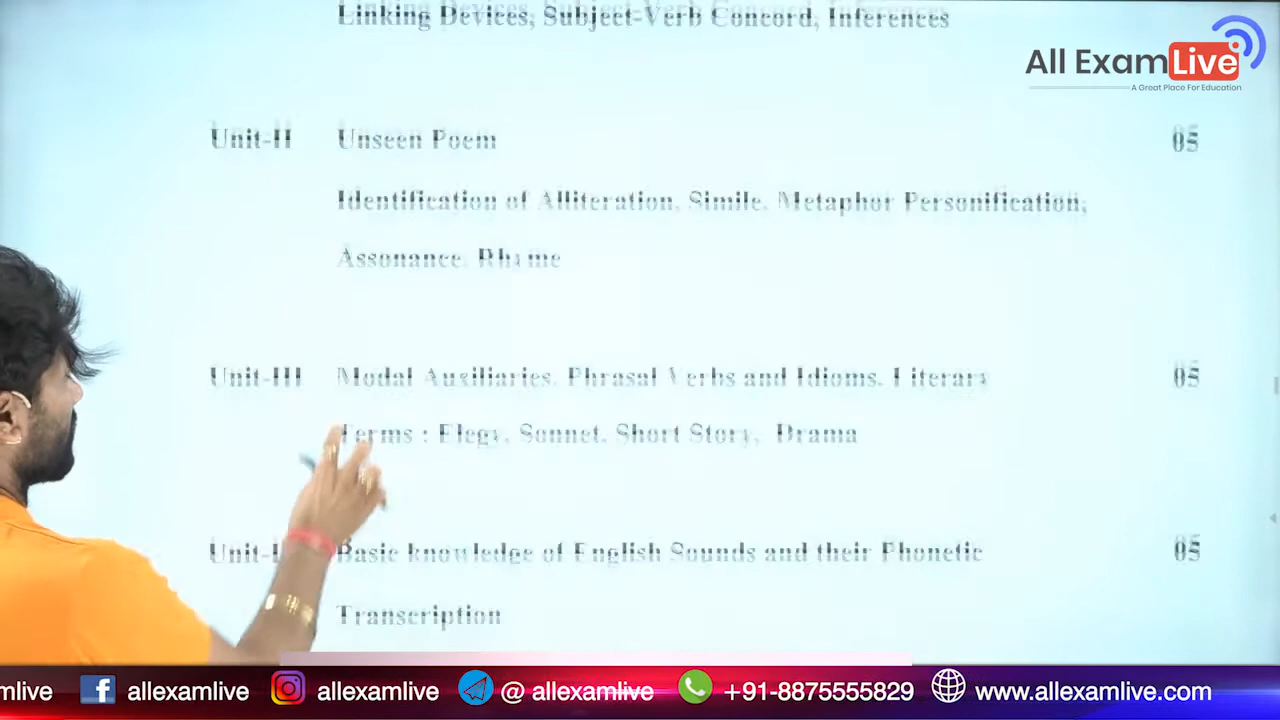 Linking Devices, Subject-Verb Concord, Inferences
All Exam Live
A Great Place For Education
Unit-II Unseen Poem 05
Identification of Alliteration, Simile, Metaphor Personification,
Assonance, Rhyme
Unit-III Modal Auxiliaries, Phrasal Verbs and Idioms, Literary 05
Terms : Elegy, Sonnet, Short Story, Drama
Basic knowledge of English Sounds and their Phonetic 05
Transcription
mlive allexamlive allexamlive @ allexamlive +91-8875555829 www.allexamlive.com